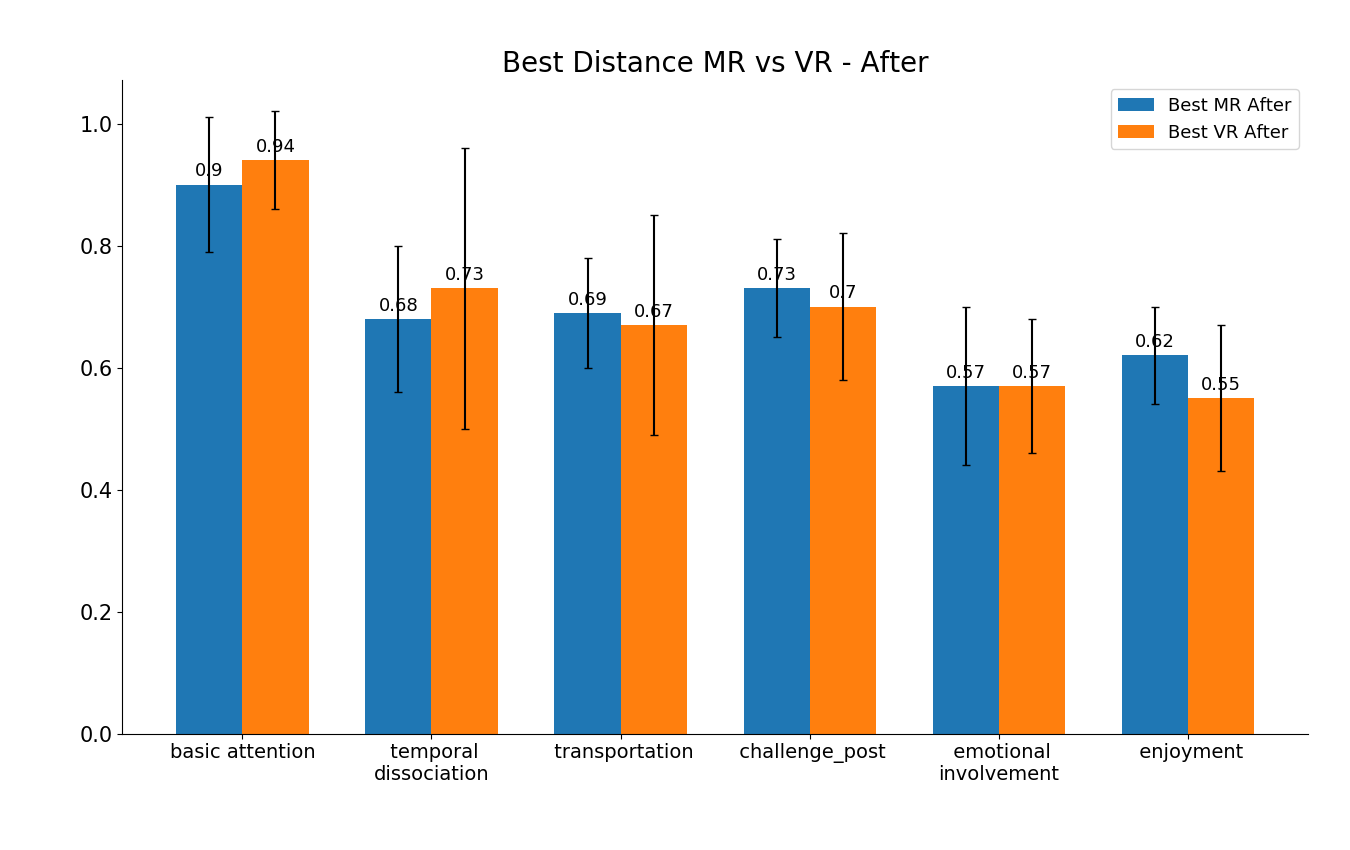 Best Distance MR vs VR - After
Best MR After
Best VR After
1.0
0.8
0.6
0.4
0.2
0.0
0.9
0.94
0.68
0.73
0.69
0.67
0.73
0.7
0.57
0.57
0.62
0.55
basic attention
temporal
dissociation
transportation
challenge_post
emotional
involvement
enjoyment